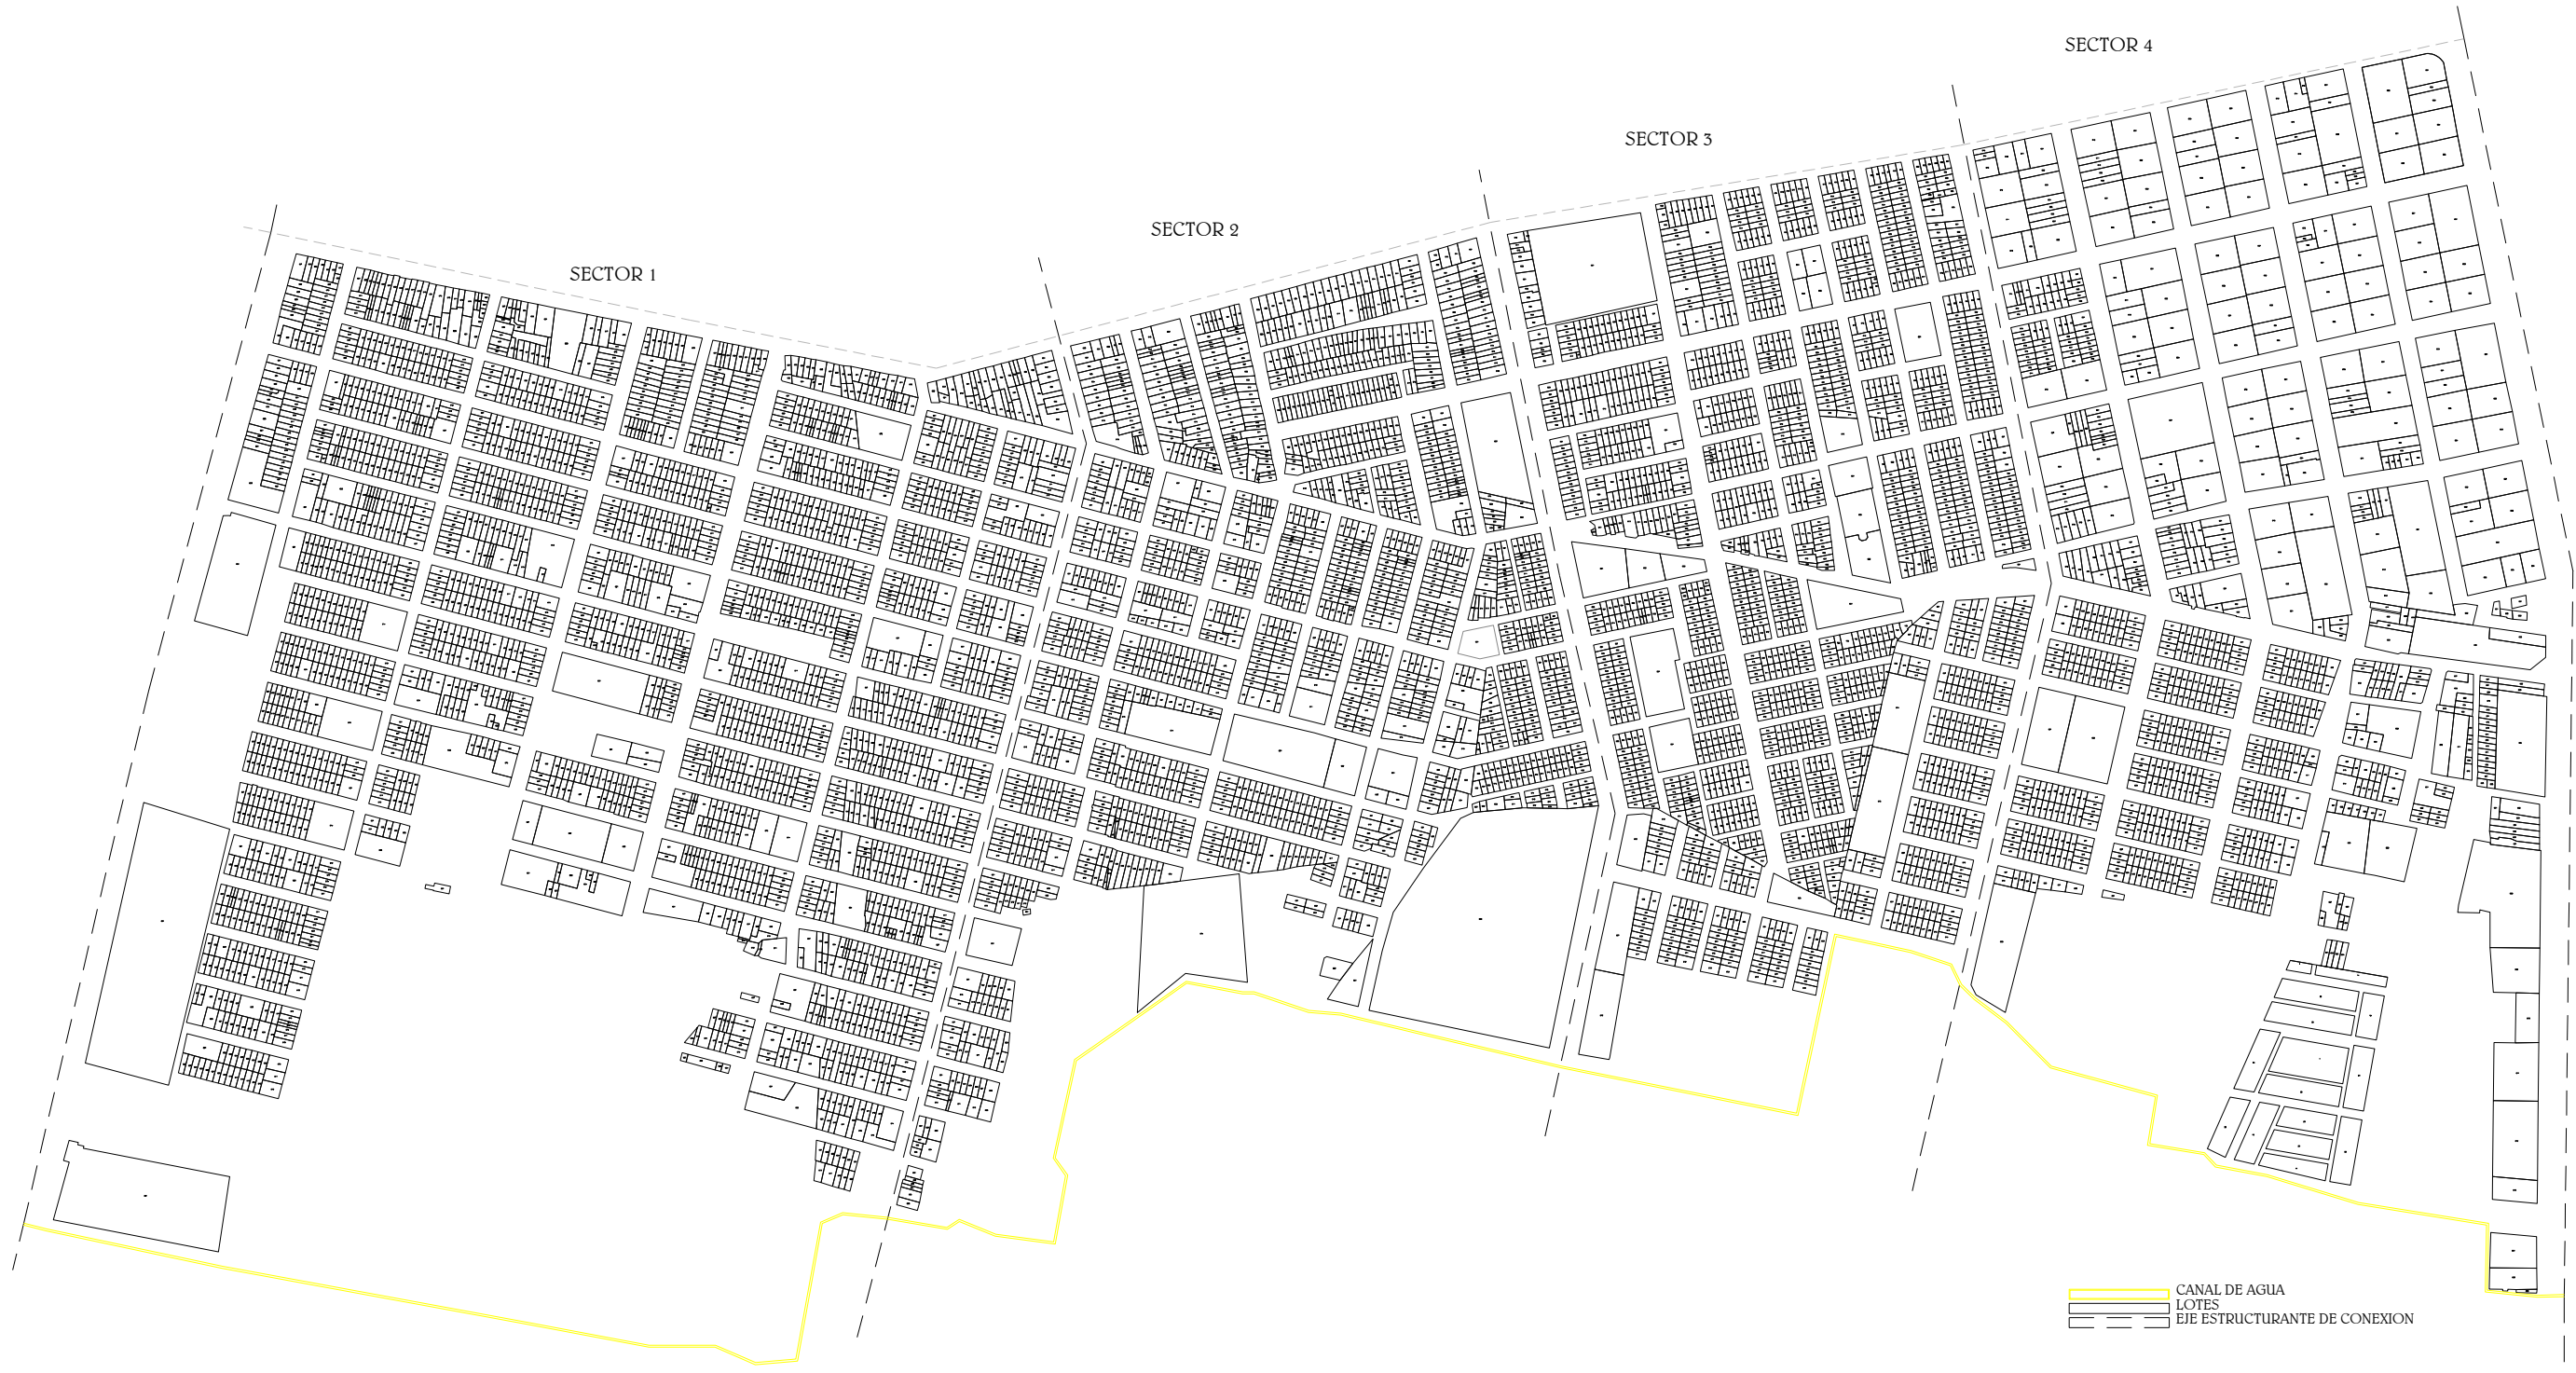 SECTOR 4
SECTOR 3
SECTOR 2
SECTOR 1
CANAL DE AGUA
LOTES
EJE ESTRUCTURANTE DE CONEXION